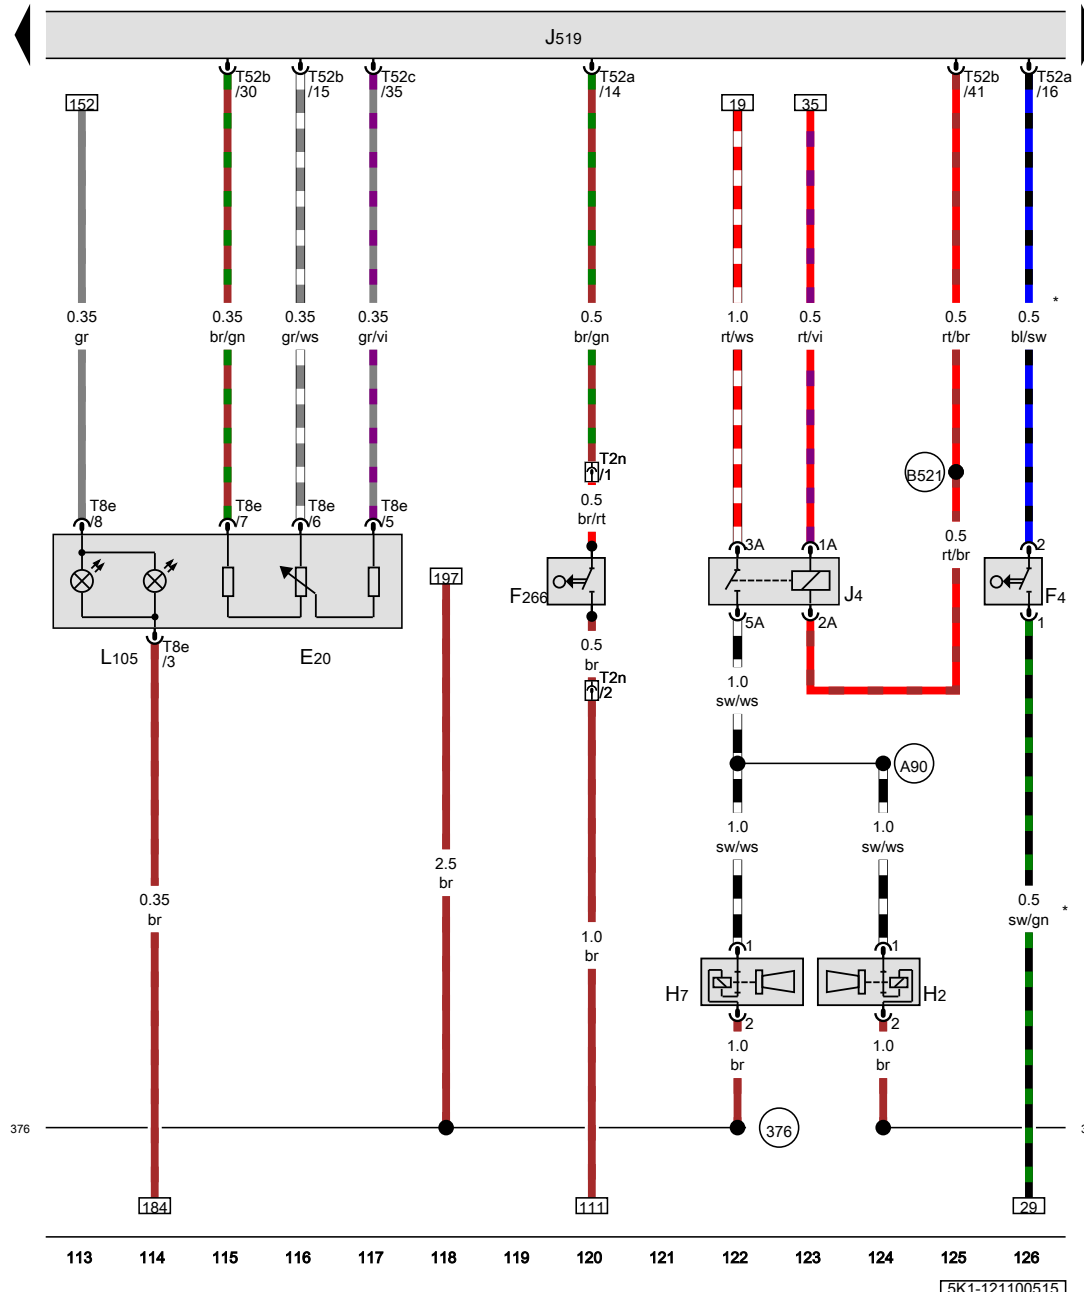 J519
T52b
/30
T52b
/15
T52c
/35
T52a
/14
T52b
/41
T52a
/16
152
19
35
0.35
gr
0.35
br/gn
0.35
gr/ws
0.35
gr/vi
0.5
br/gn
1.0
rt/ws
0.5
rt/vi
0.5
rt/br
0.5
bl/sw
*
T2n
/1
B521
0.5
br/rt
T8e
/8
T8e
/7
T8e
/6
T8e
/5
0.5
rt/br
3A
1A
2
197
F266
J4
F4
5A
2A
1
L105
T8e
/3
E20
0.5
br
T2n
/2
1.0
sw/ws
A90
1.0
sw/ws
1.0
sw/ws
2.5
br
0.35
br
0.5
sw/gn
*
1.0
br
1
1
H7
H2
2
2
1.0
br
1.0
br
376
376
184
111
29
113 114 115 116 117 118 119 120 121 122 123 124 125 126
5K1-121100515